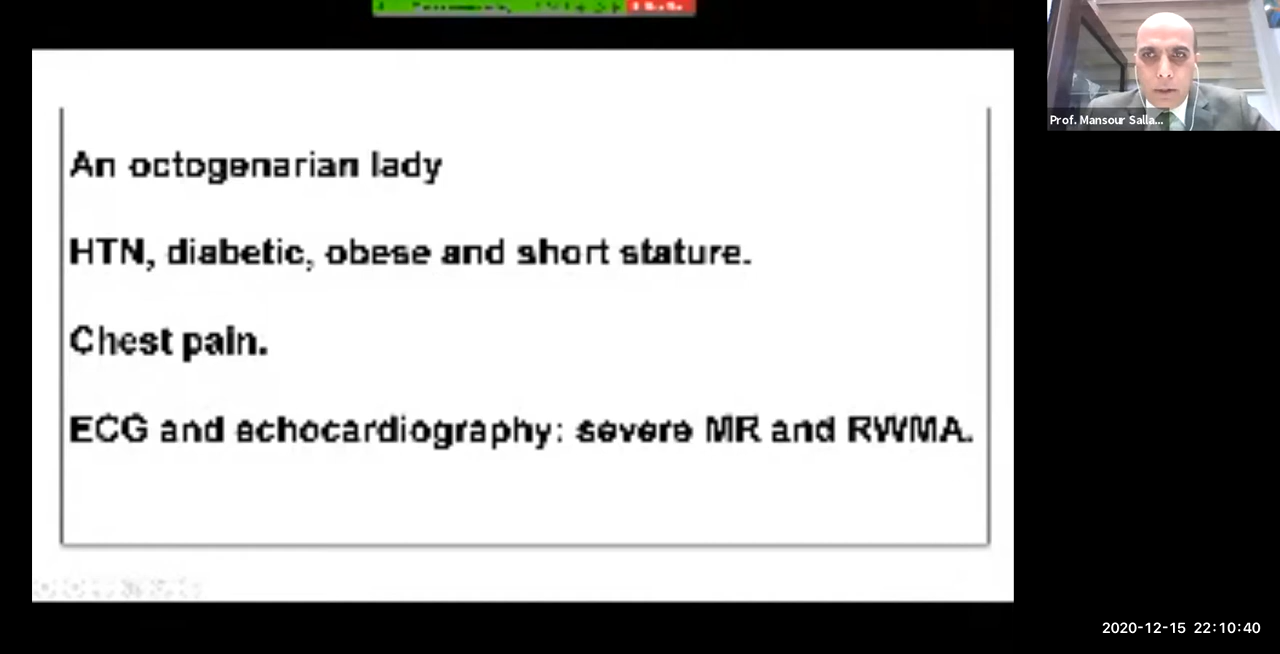 An octogenarian lady
HTN, diabetic, obese and short stature.
Chest pain.
ECG and echocardiography: severe MR and RWMA.
Prof. Mansour Salla...
2020-12-15 22:10:40